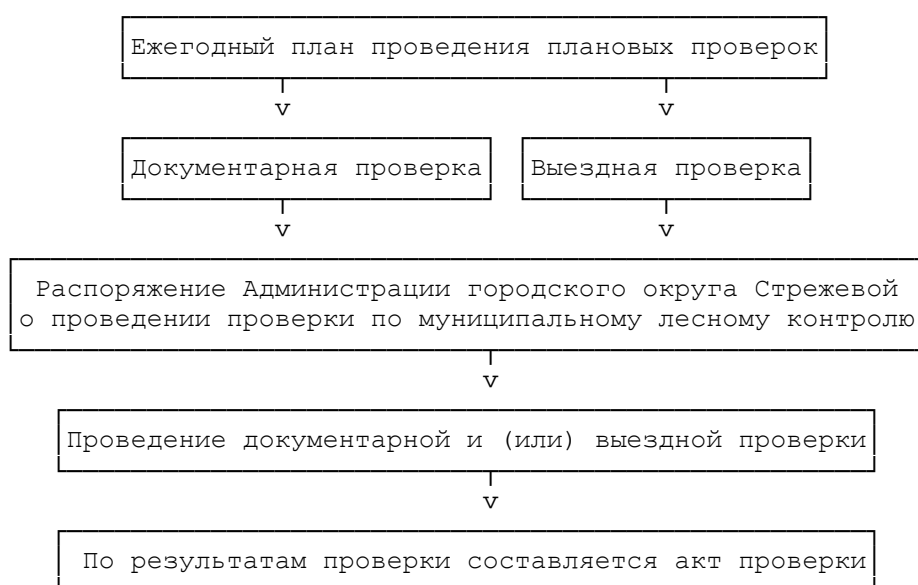 Ежегодный план проведения плановых проверок
v v
Документарная проверка Выездная проверка
v v
Распоряжение Администрации городского округа Стрежевой
о проведении проверки по муниципальному лесному контролю
v
Проведение документарной и (или) выездной проверки
v
По результатам проверки составляется акт проверки